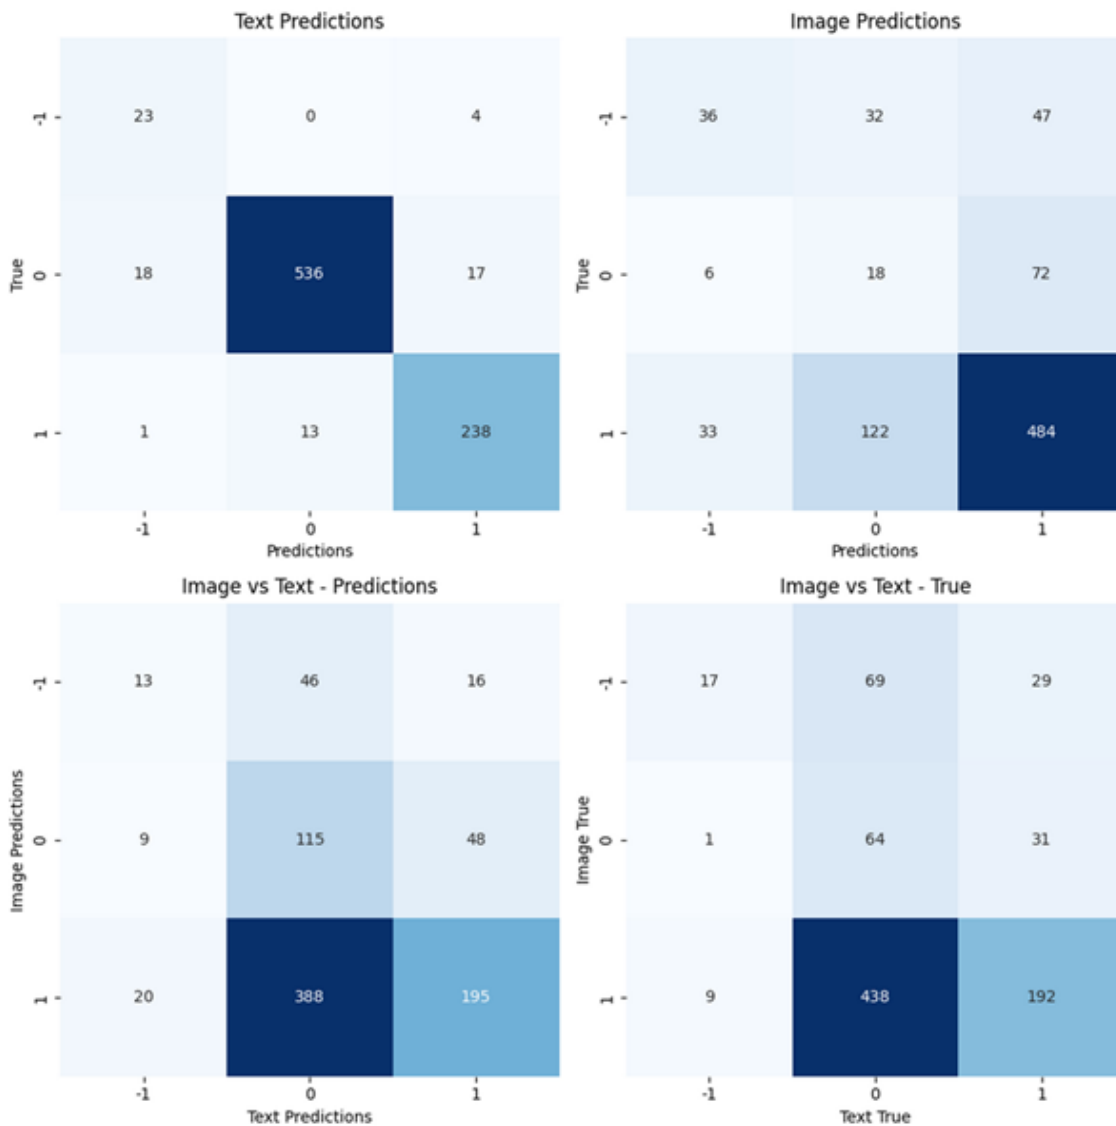 Text Predictions
-1 23 0 4
True
0 18 536 17
1 1 13 238
-1 0 1
Predictions
Image Predictions
-1 36 32 47
True
0 6 18 72
1 33 122 484
-1 0 1
Predictions
Image vs Text - Predictions
-1 13 46 16
Image Predictions
0 9 115 48
1 20 388 195
-1 0 1
Text Predictions
Image vs Text - True
-1 17 69 29
Image True
0 1 64 31
1 9 438 192
-1 0 1
Text True